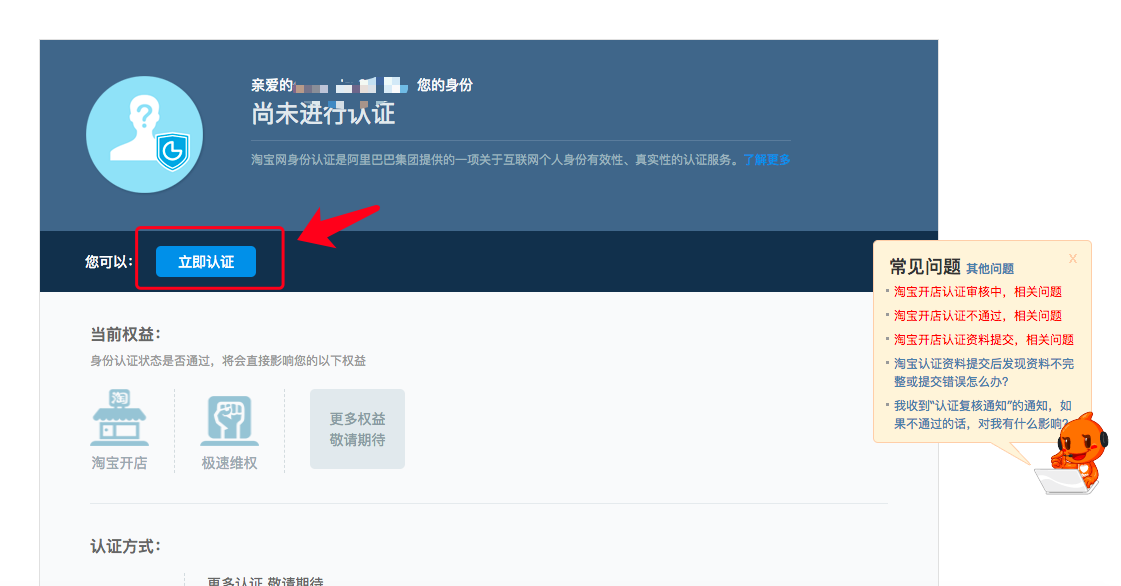 亲爱的 您的身份
尚未进行认证
淘宝网身份认证是阿里巴巴集团提供的一项关于互联网个人身份有效性、真实性的认证服务。了解更多
您可以:
立即认证
常见问题 其他问题
x
淘宝开店认证审核中，相关问题
淘宝开店认证不通过，相关问题
淘宝开店认证资料提交，相关问题
淘宝认证资料提交后发现资料不完
整或提交错误怎么办?
我收到"认证复核通知"的通知，如
果不通过的话，对我有什么影响?
当前权益:
身份认证状态是否通过，将会直接影响您的以下权益
淘
淘宝开店
极速维权
更多权益
敬请期待
认证方式:
更多认证 敬请期待